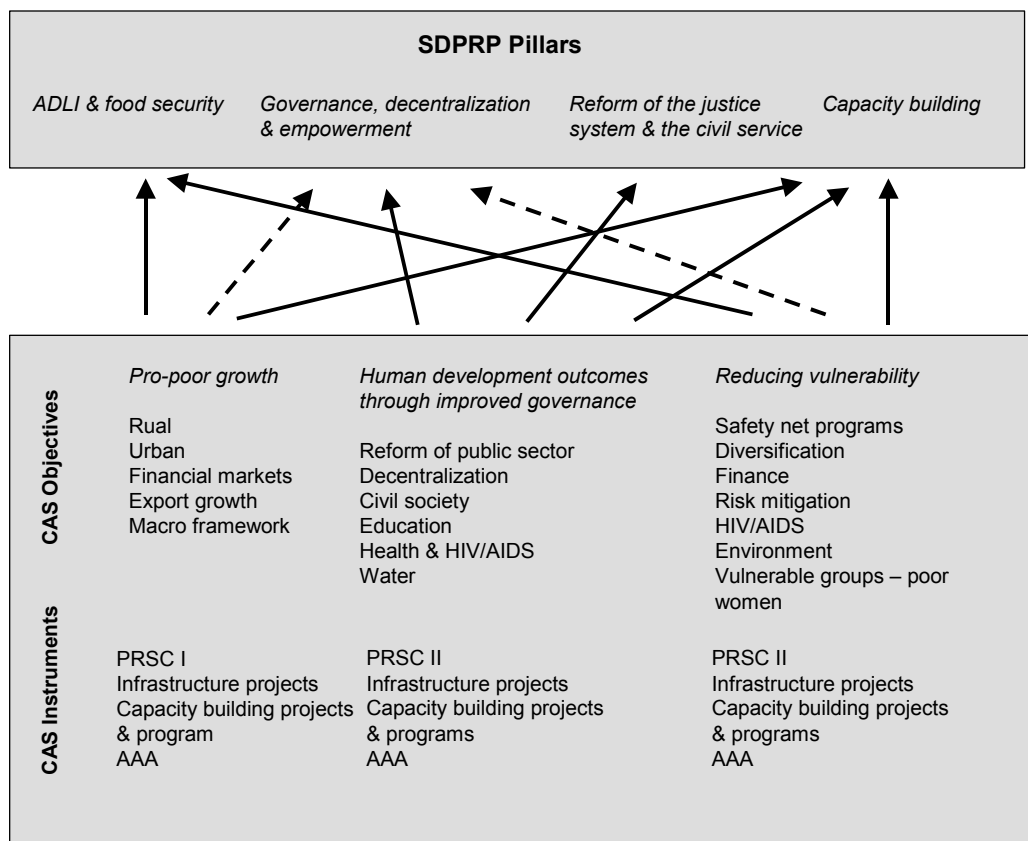 SDPRP Pillars
ADLI & food security
Governance, decentralization
& empowerment
Reform of the justice
system & the civil service
Capacity building
CAS Objectives
Pro-poor growth
Rual
Urban
Financial markets
Export growth
Macro framework
Human development outcomes
through improved governance
Reform of public sector
Decentralization
Civil society
Education
Health & HIV/AIDS
Water
Reducing vulnerability
Safety net programs
Diversification
Finance
Risk mitigation
HIV/AIDS
Environment
Vulnerable groups – poor
women
CAS Instruments
PRSC I
Infrastructure projects
Capacity building projects
& program
AAA
PRSC II
Infrastructure projects
Capacity building projects
& programs
AAA
PRSC II
Infrastructure projects
Capacity building projects
& programs
AAA